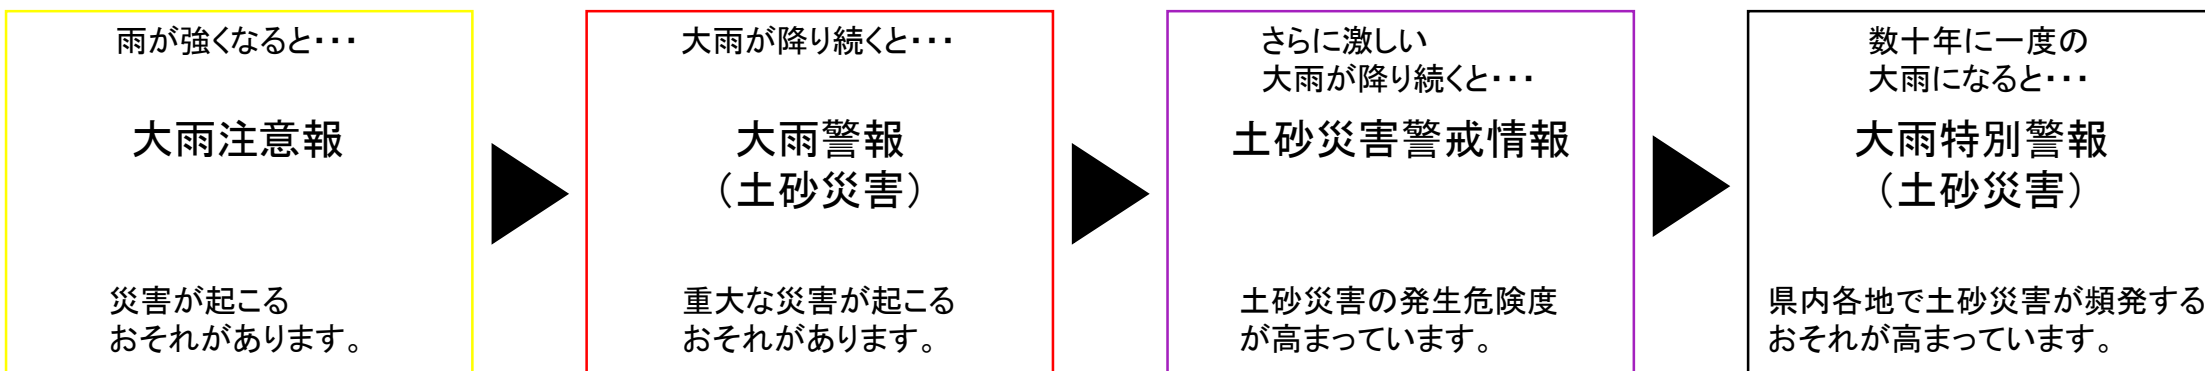 雨が強くなると・・・
大雨注意報
災害が起こる
おそれがあります。
大雨が降り続くと・・・
大雨警報
（土砂災害）
重大な災害が起こる
おそれがあります。
さらに激しい
大雨が降り続くと・・・
土砂災害警戒情報
土砂災害の発生危険度
が高まっています。
数十年に一度の
大雨になると・・・
大雨特別警報
（土砂災害）
県内各地で土砂災害が頻発する
おそれが高まっています。